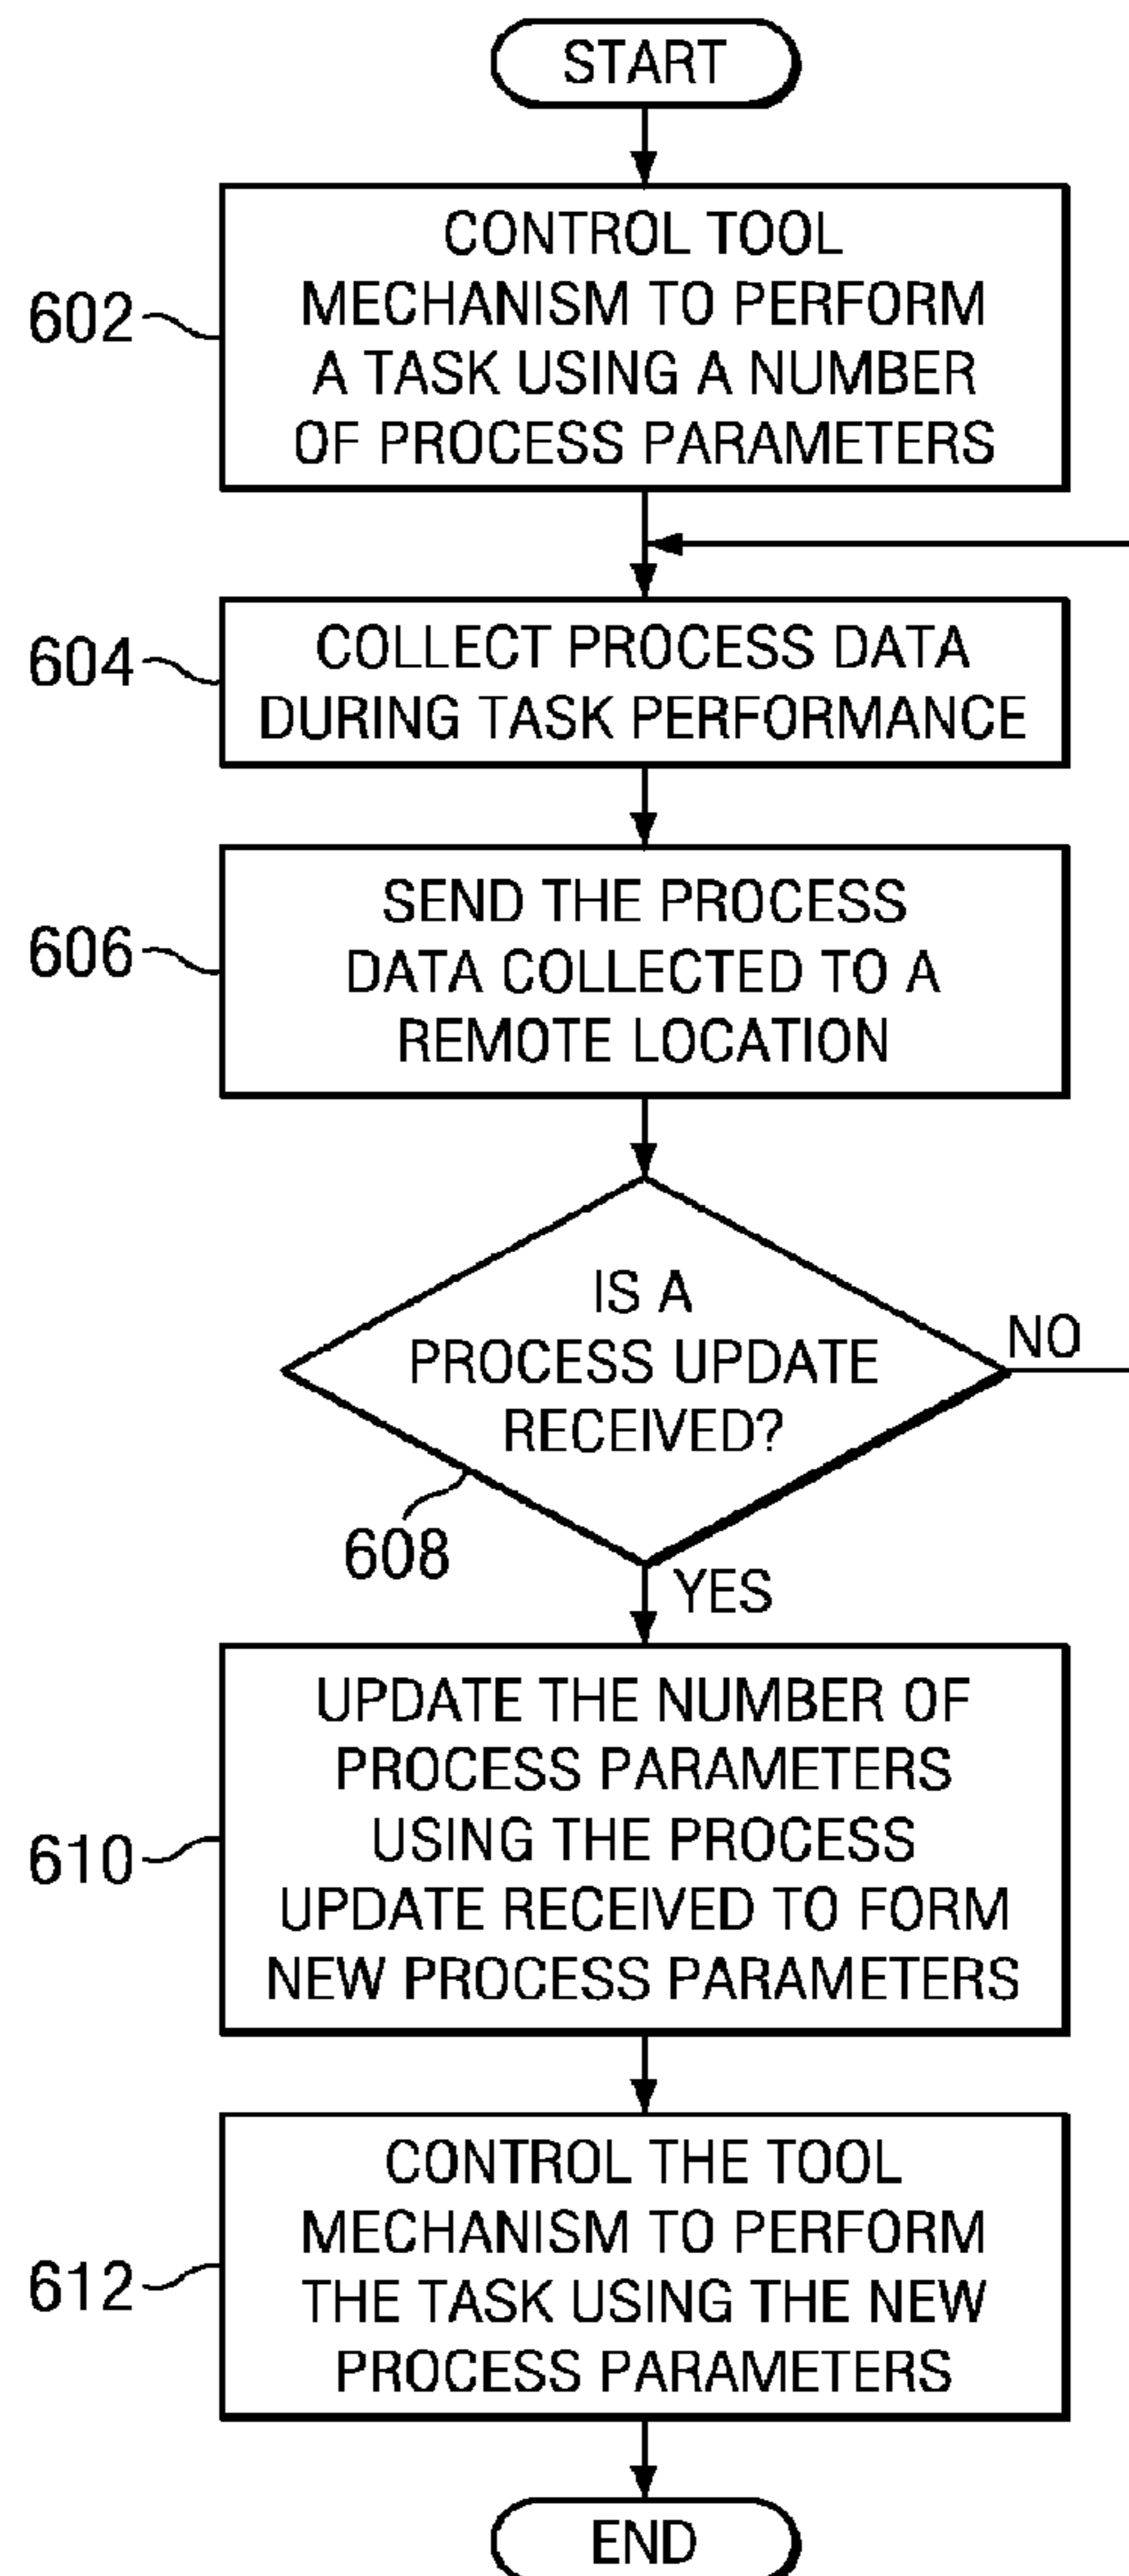 START
602
CONTROL TOOL
MECHANISM TO PERFORM
A TASK USING A NUMBER
OF PROCESS PARAMETERS
604
COLLECT PROCESS DATA
DURING TASK PERFORMANCE
606
SEND THE PROCESS
DATA COLLECTED TO A
REMOTE LOCATION
IS A
PROCESS UPDATE
RECEIVED?
NO
608
YES
610
UPDATE THE NUMBER OF
PROCESS PARAMETERS
USING THE PROCESS
UPDATE RECEIVED TO FORM
NEW PROCESS PARAMETERS
612
CONTROL THE TOOL
MECHANISM TO PERFORM
THE TASK USING THE NEW
PROCESS PARAMETERS
END